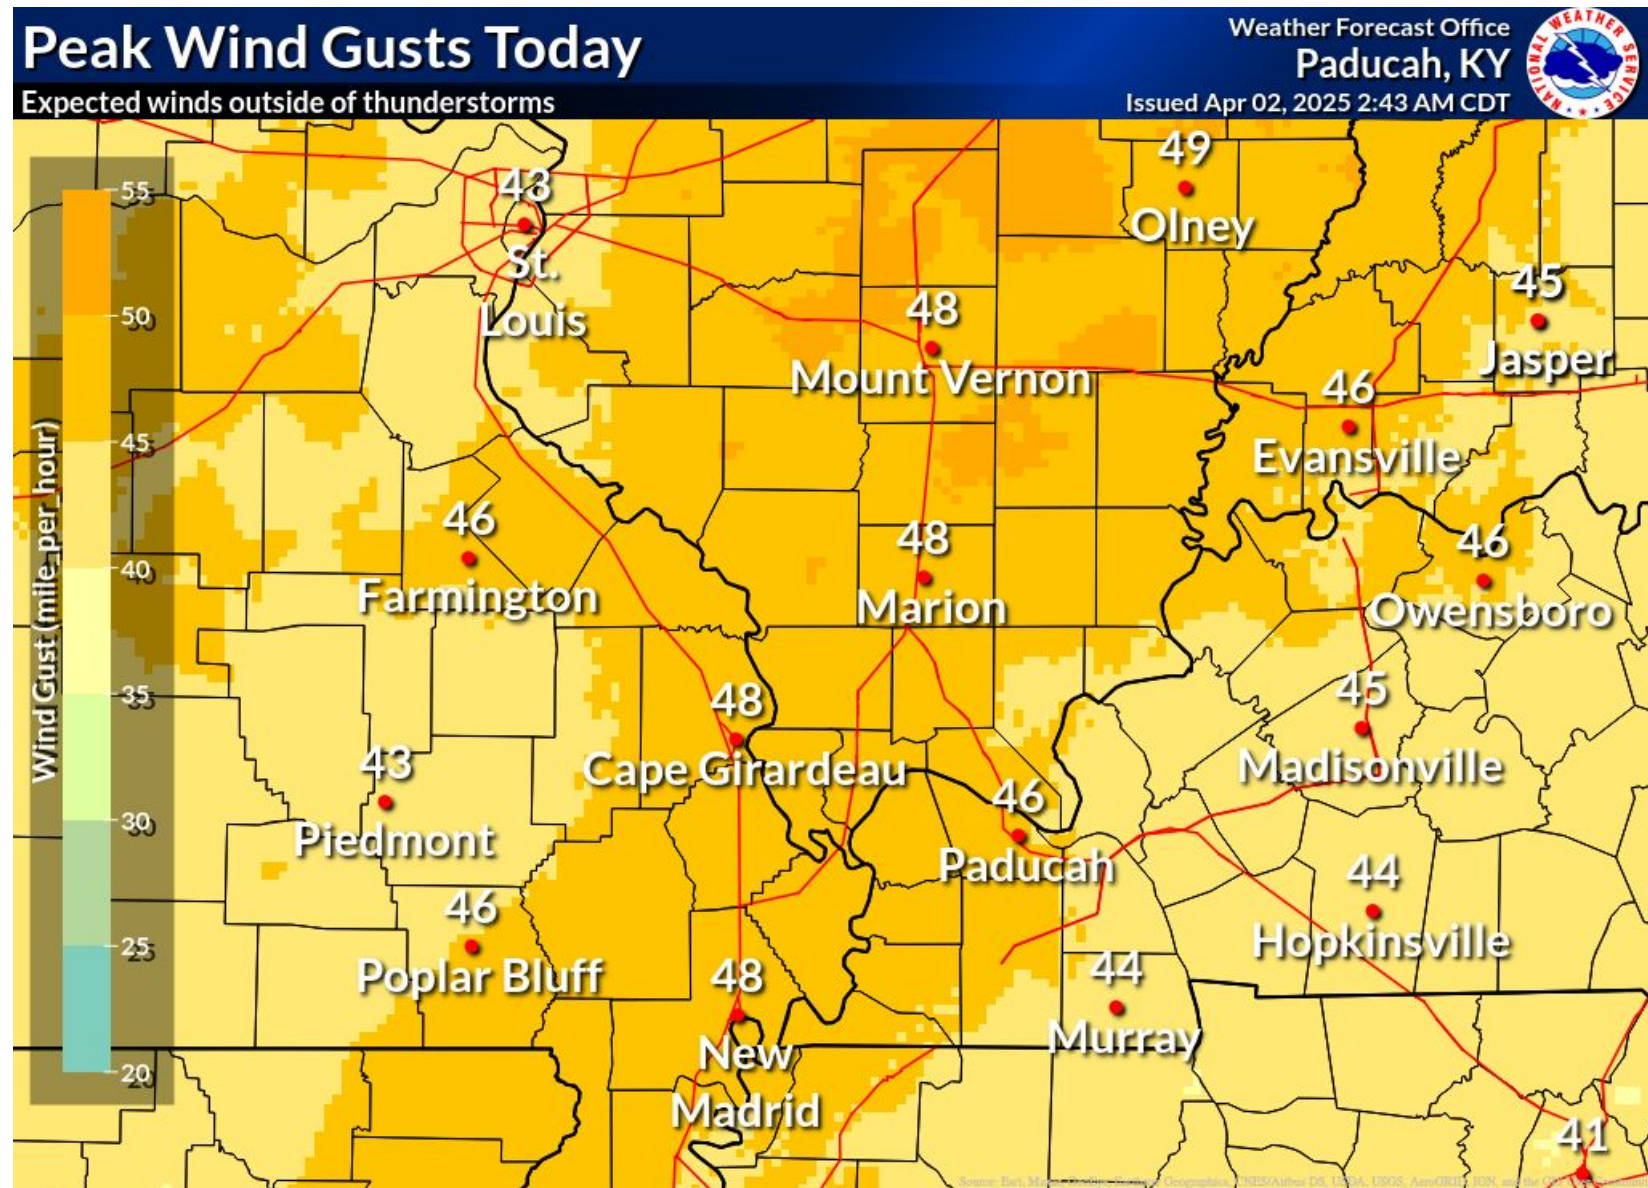 Peak Wind Gusts Today
Expected winds outside of thunderstorms
Weather Forecast Office
Paducah, KY
Issued Apr 02, 2025 2:43 AM CDT
NATIONAL WEATHER SERVICE
Wind Gust (mile_per_hour)
55
50
45
40
35
30
25
20
43
St.
Louis
49
Olney
48
Mount Vernon
45
Jasper
46
Evansville
46
Farmington
48
Marion
46
Owensboro
48
Cape Girardeau
45
Madisonville
43
Piedmont
46
Paducah
44
Hopkinsville
46
Poplar Bluff
48
New
Madrid
44
Murray
41